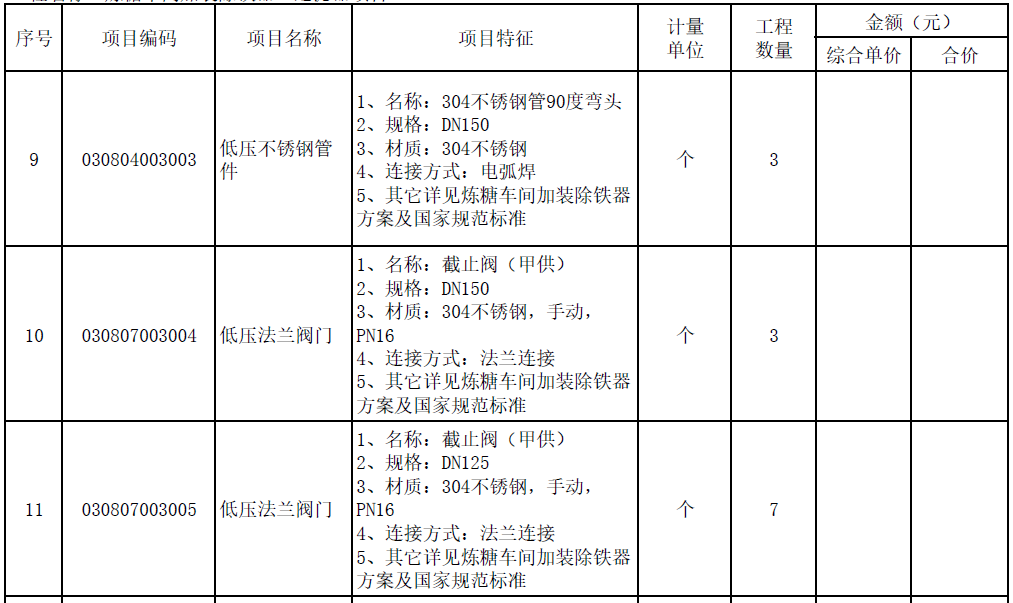 序号 项目编码 项目名称 项目特征 计量单位 工程数量 金额（元）
综合单价 合价
9 030804003003 低压不锈钢管件 1、名称：304不锈钢管90度弯头
2、规格：DN150
3、材质：304不锈钢
4、连接方式：电弧焊
5、其它详见炼糖车间加装除铁器
方案及国家规范标准
个 3
10 030807003004 低压法兰阀门 1、名称：截止阀（甲供）
2、规格：DN150
3、材质：304不锈钢，手动，
PN16
4、连接方式：法兰连接
5、其它详见炼糖车间加装除铁器
方案及国家规范标准
个 3
11 030807003005 低压法兰阀门 1、名称：截止阀（甲供）
2、规格：DN125
3、材质：304不锈钢，手动，
PN16
4、连接方式：法兰连接
5、其它详见炼糖车间加装除铁器
方案及国家规范标准
个 7